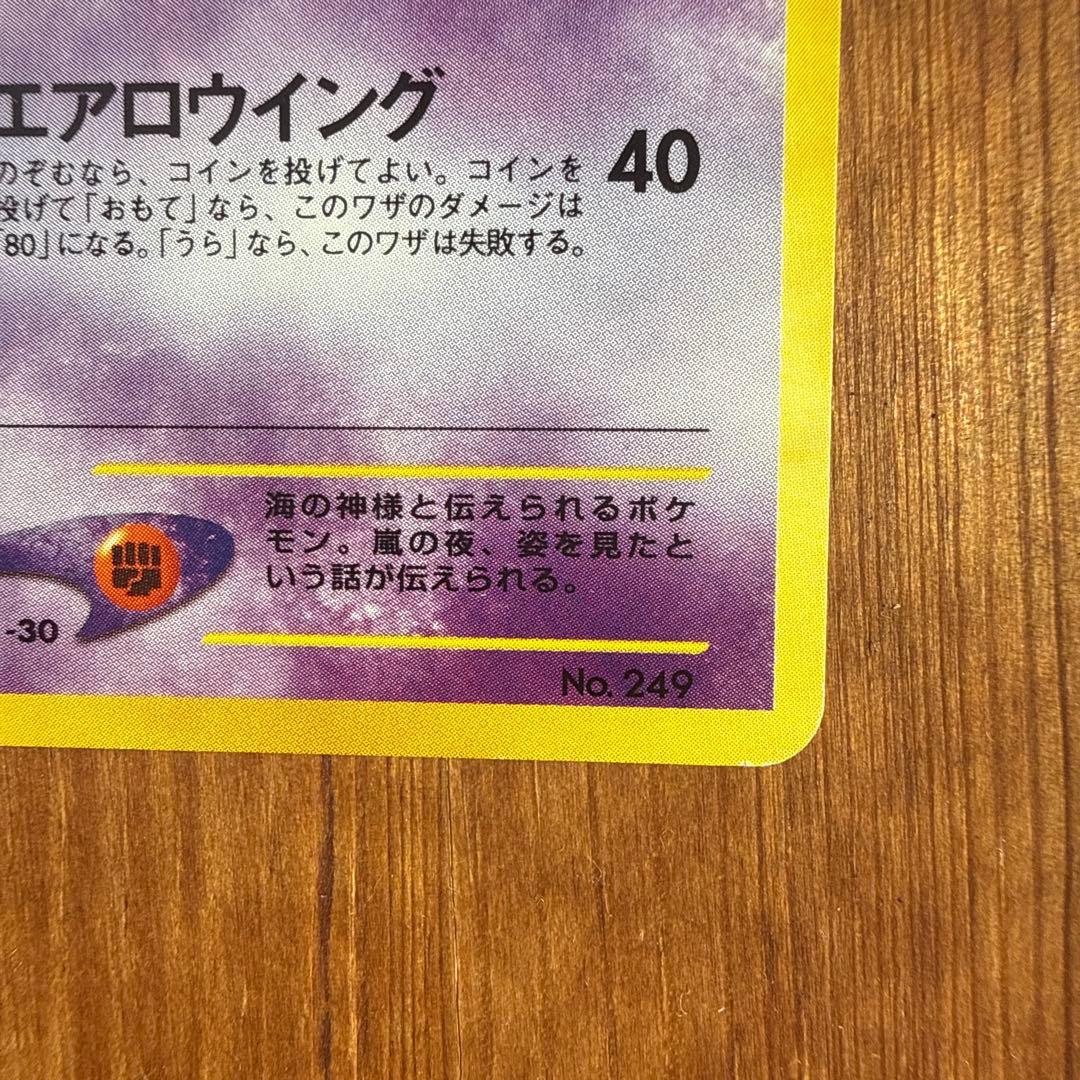 エアロウイング
のぞむなら、コインを投げてよい。コインを
投げて「おもて」なら、このワザのダメージは
「80」になる。「うら」なら、このワザは失敗する。
40
海の神様と伝えられるポケ
モン。嵐の夜、姿を見たと
いう話が伝えられる。
-30
No. 249